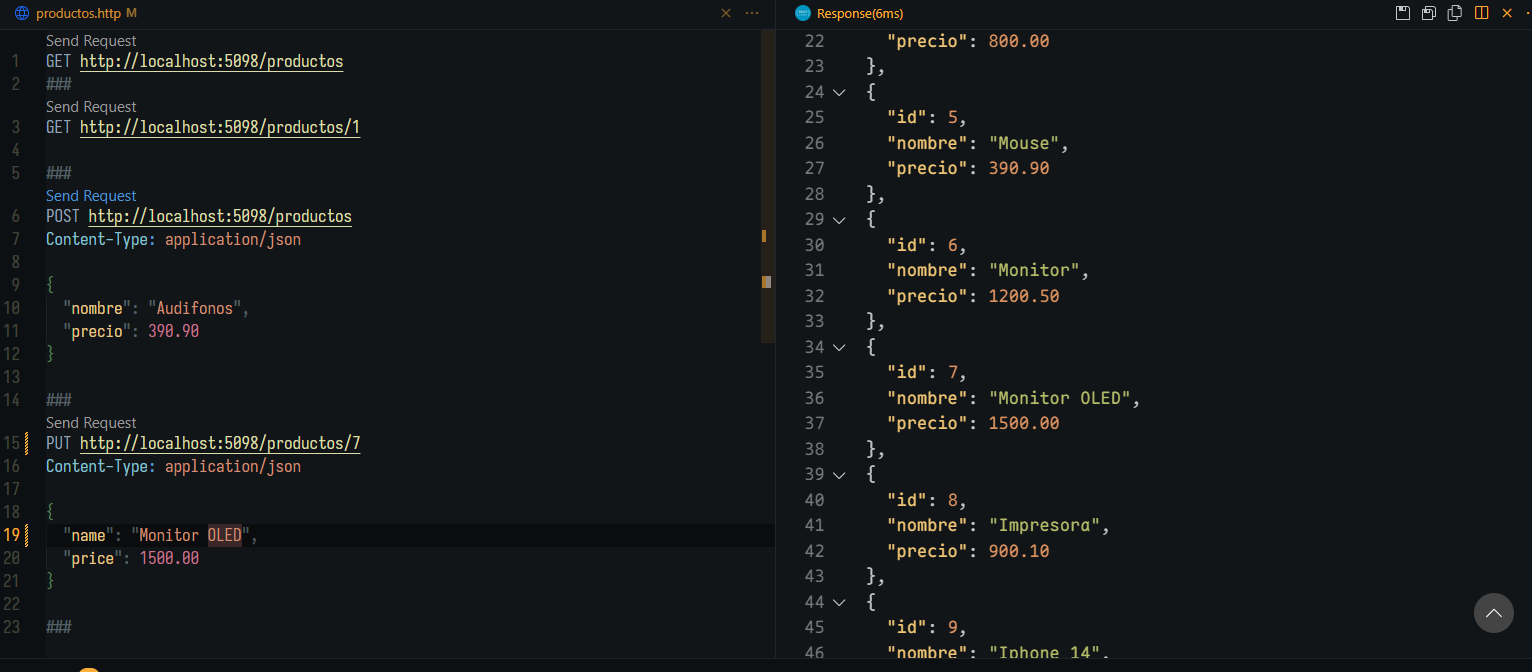 productos.http M
Send Request
1 GET http://localhost:5098/productos
2 ###
Send Request
3 GET http://localhost:5098/productos/1
4
5 ###
Send Request
6 POST http://localhost:5098/productos
7 Content-Type: application/json
8
9 {
10 "nombre": "Audifonos",
11 "precio": 390.90
12 }
13
14 ###
Send Request
15 PUT http://localhost:5098/productos/7
16 Content-Type: application/json
17
18 {
19 "name": "Monitor OLED",
20 "price": 1500.00
21 }
22
23 ###
Response(6ms)
22 "precio": 800.00
23 },
24 {
25 "id": 5,
26 "nombre": "Mouse",
27 "precio": 390.90
28 },
29 {
30 "id": 6,
31 "nombre": "Monitor",
32 "precio": 1200.50
33 },
34 {
35 "id": 7,
36 "nombre": "Monitor OLED",
37 "precio": 1500.00
38 },
39 {
40 "id": 8,
41 "nombre": "Impresora",
42 "precio": 900.10
43 },
44 {
45 "id": 9,
46 "nombre": "Iphone 14",